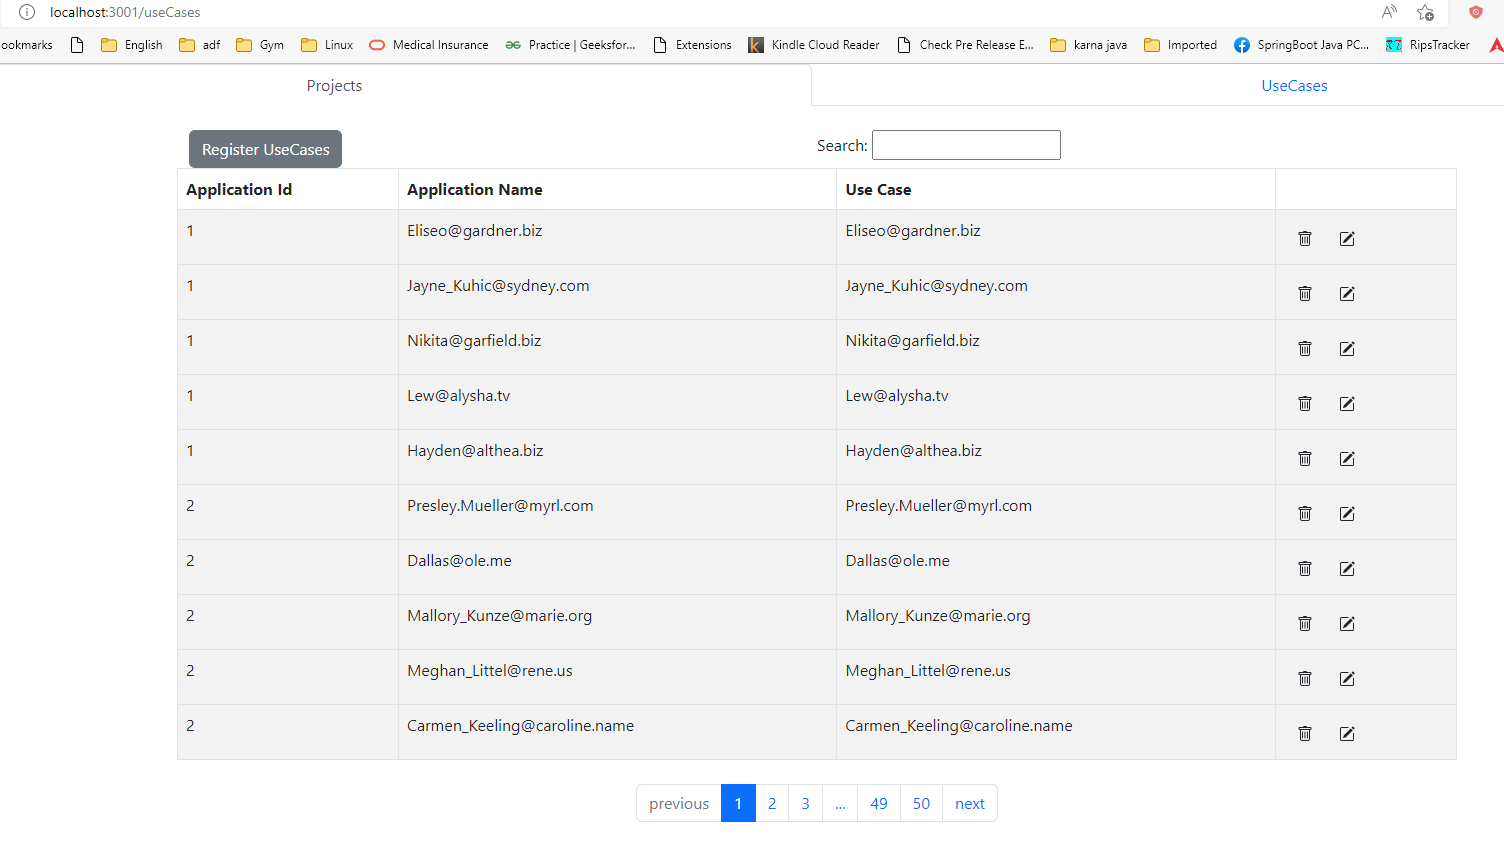 localhost:3001/useCases
ookmarks English adf Gym Linux Medical Insurance Practice | Geeksfor... Extensions Kindle Cloud Reader Check Pre Release E... karna java Imported SpringBoot Java PC... RipsTracker
Projects UseCases
Register UseCases Search:
Application Id Application Name Use Case
1 Eliseo@gardner.biz Eliseo@gardner.biz
1 Jayne_Kuhic@sydney.com Jayne_Kuhic@sydney.com
1 Nikita@garfield.biz Nikita@garfield.biz
1 Lew@alysha.tv Lew@alysha.tv
1 Hayden@althea.biz Hayden@althea.biz
2 Presley.Mueller@myrl.com Presley.Mueller@myrl.com
2 Dallas@ole.me Dallas@ole.me
2 Mallory_Kunze@marie.org Mallory_Kunze@marie.org
2 Meghan_Littel@rene.us Meghan_Littel@rene.us
2 Carmen_Keeling@caroline.name Carmen_Keeling@caroline.name
previous 1 2 3 ... 49 50 next